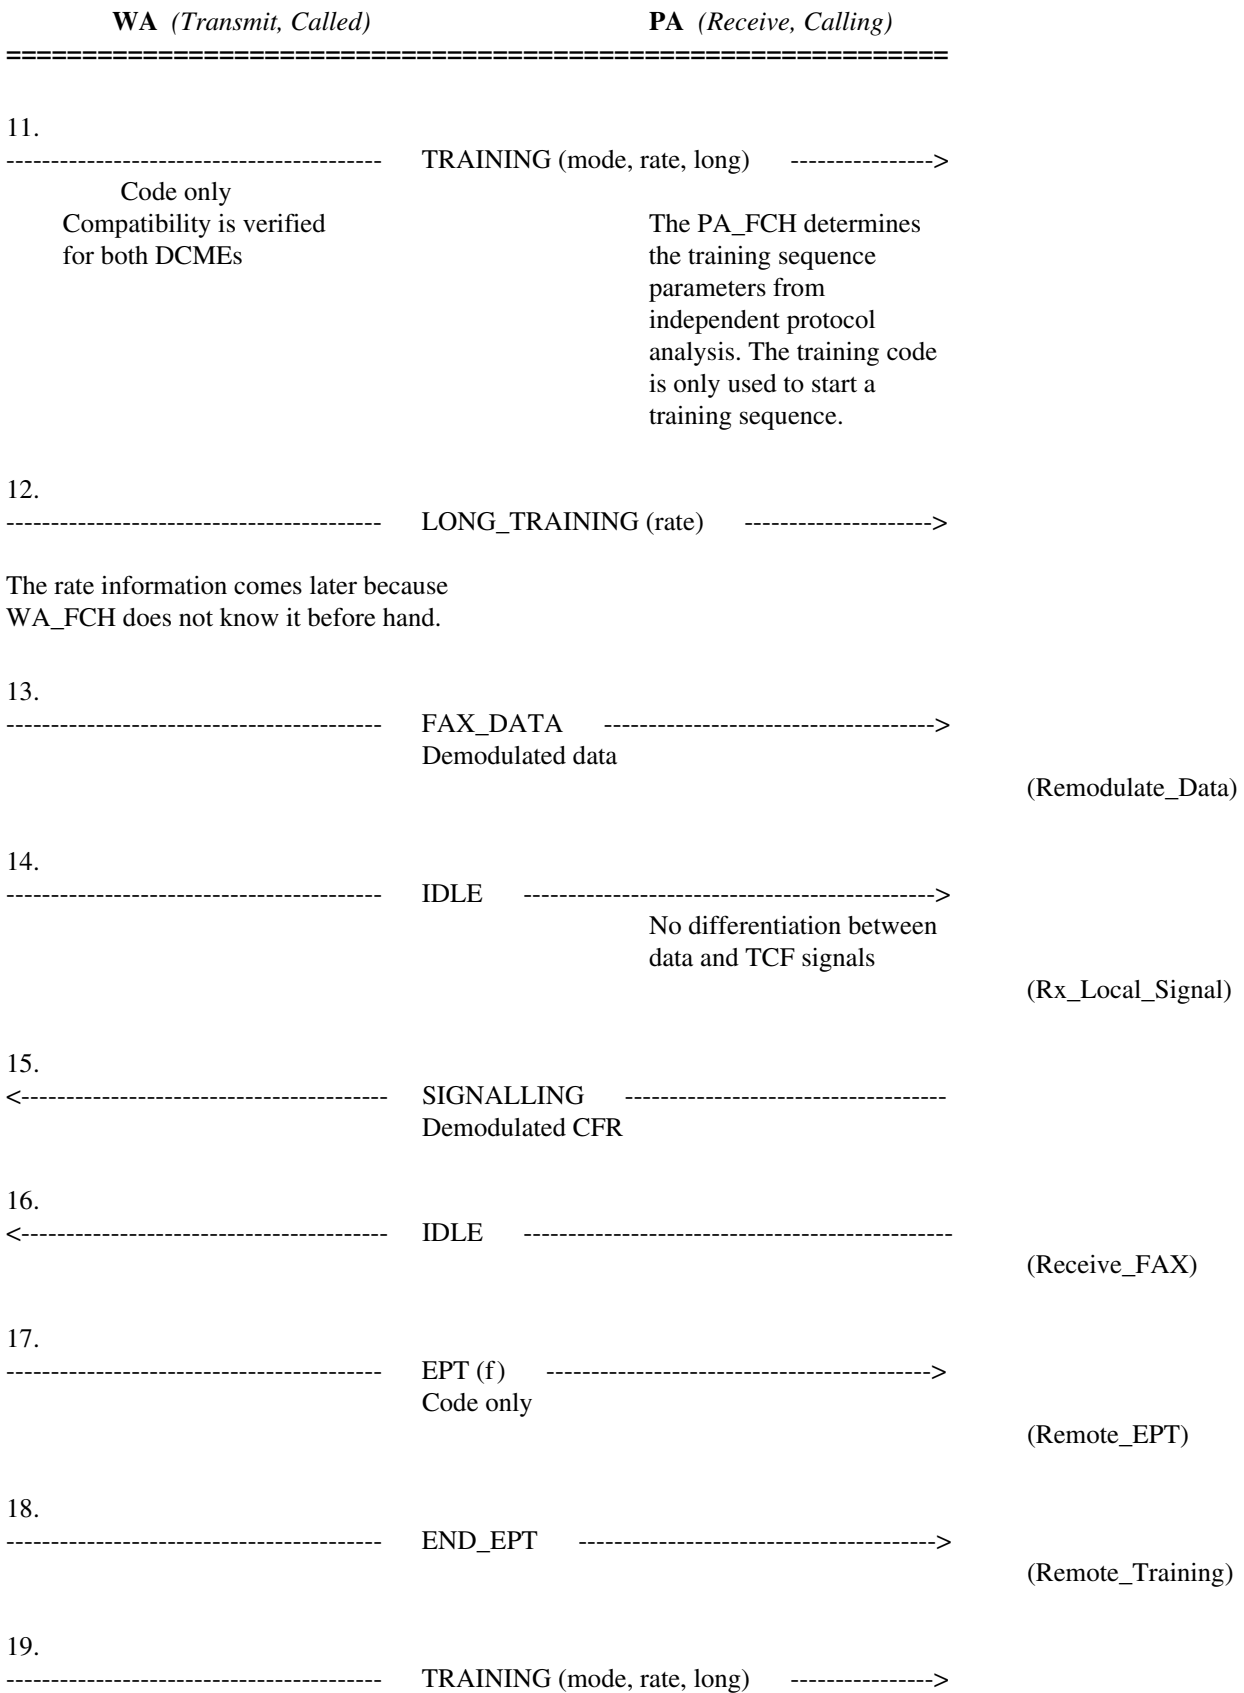 WA (Transmit, Called) PA (Receive, Calling)
===============================================================
11.
------------------------------------------ TRAINING (mode, rate, long) ---------------->
Code only
Compatibility is verified The PA_FCH determines
for both DCMEs the training sequence
parameters from
independent protocol
analysis. The training code
is only used to start a
training sequence.
12.
------------------------------------------ LONG_TRAINING (rate) --------------------->
The rate information comes later because
WA_FCH does not know it before hand.
13.
------------------------------------------ FAX_DATA ------------------------------------->
Demodulated data
(Remodulate_Data)
14.
------------------------------------------ IDLE ---------------------------------------------->
No differentiation between
data and TCF signals
(Rx_Local_Signal)
15.
<----------------------------------------- SIGNALLING ------------------------------------
Demodulated CFR
16.
<----------------------------------------- IDLE ------------------------------------------------
(Receive_FAX)
17.
------------------------------------------ EPT (f) ------------------------------------------->
Code only
(Remote_EPT)
18.
------------------------------------------ END_EPT ---------------------------------------->
(Remote_Training)
19.
------------------------------------------ TRAINING (mode, rate, long) ---------------->